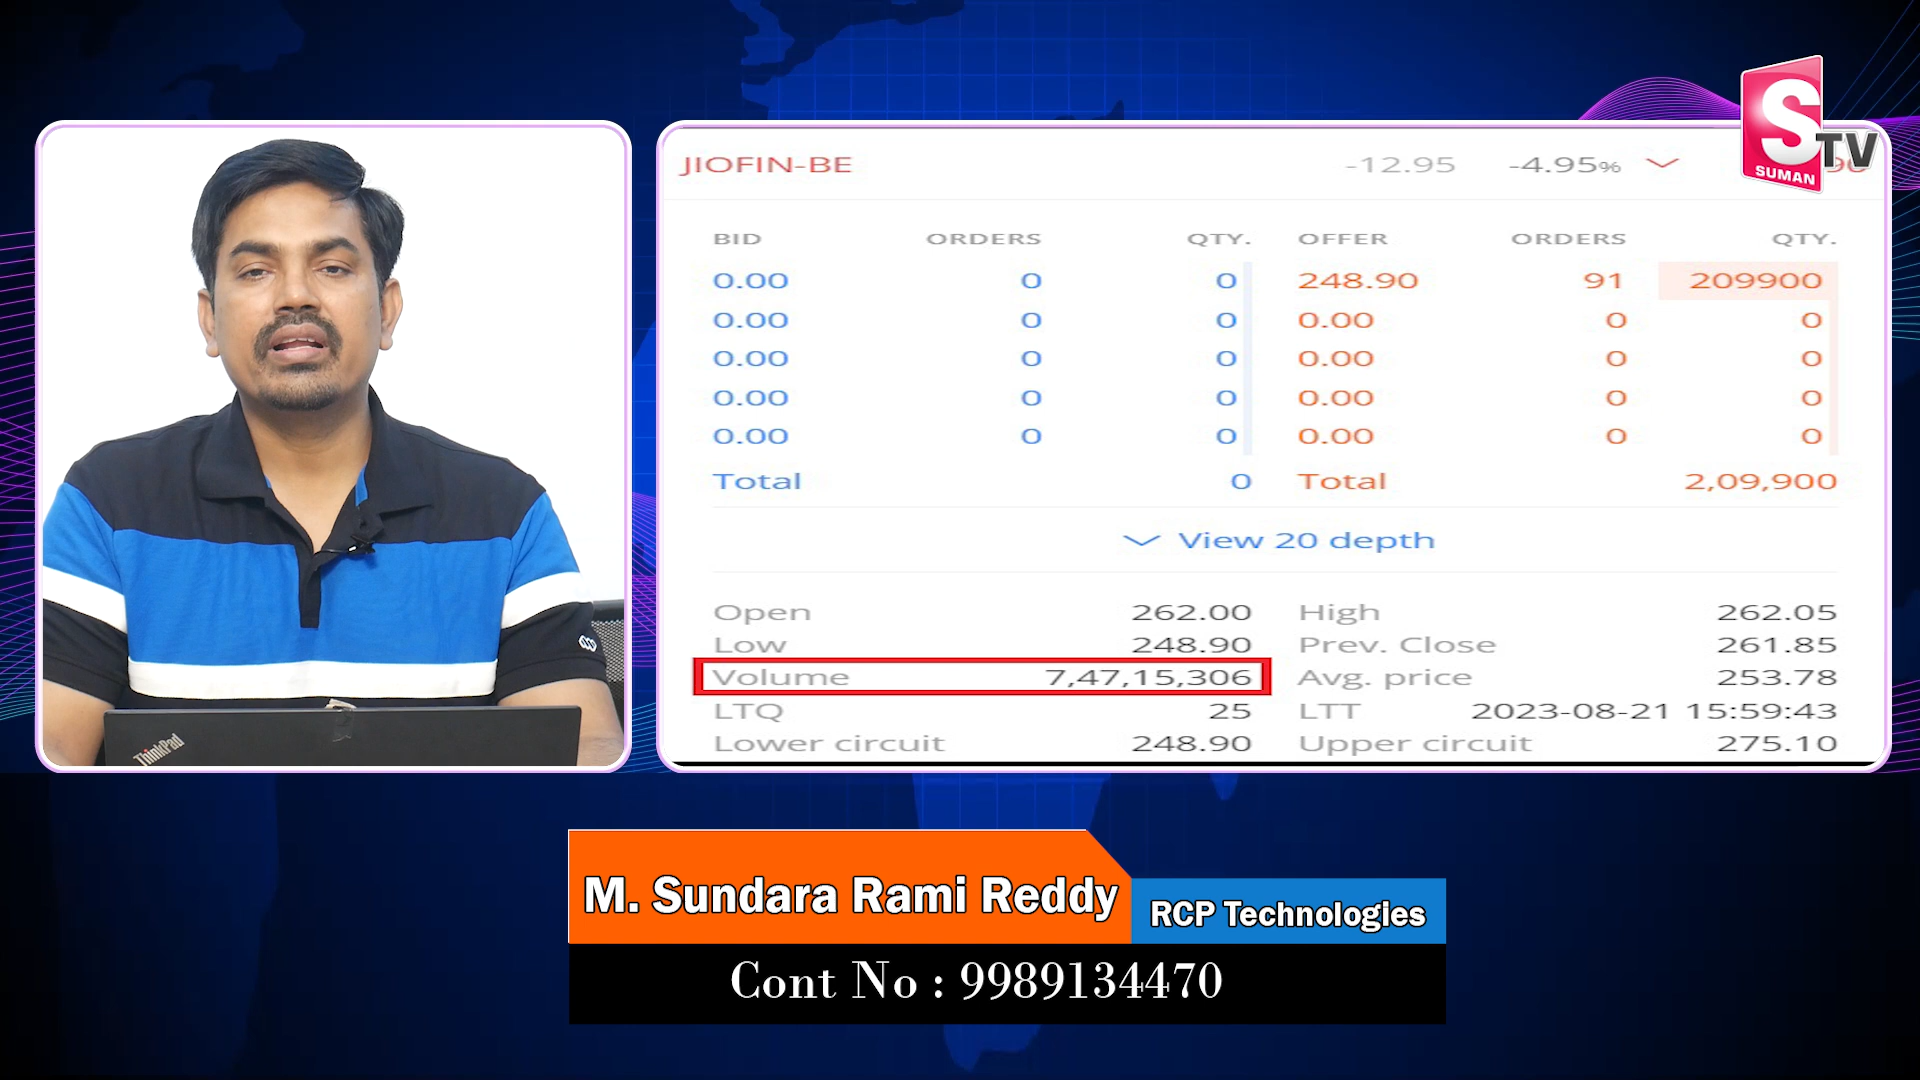 S
TV
SUMAN
JIOFIN-BE -12.95 -4.95%
BID ORDERS QTY. OFFER ORDERS QTY.
0.00 0 0 248.90 91 209900
0.00 0 0 0.00 0 0
0.00 0 0 0.00 0 0
0.00 0 0 0.00 0 0
0.00 0 0 0.00 0 0
Total 0 Total 2,09,900
View 20 depth
Open 262.00 High 262.05
Low 248.90 Prev. Close 261.85
Volume 7,47,15,306 Avg. price 253.78
LTQ 25 LTT 2023-08-21 15:59:43
Lower circuit 248.90 Upper circuit 275.10
ThinkPad
M. Sundara Rami Reddy
RCP Technologies
Cont No : 9989134470